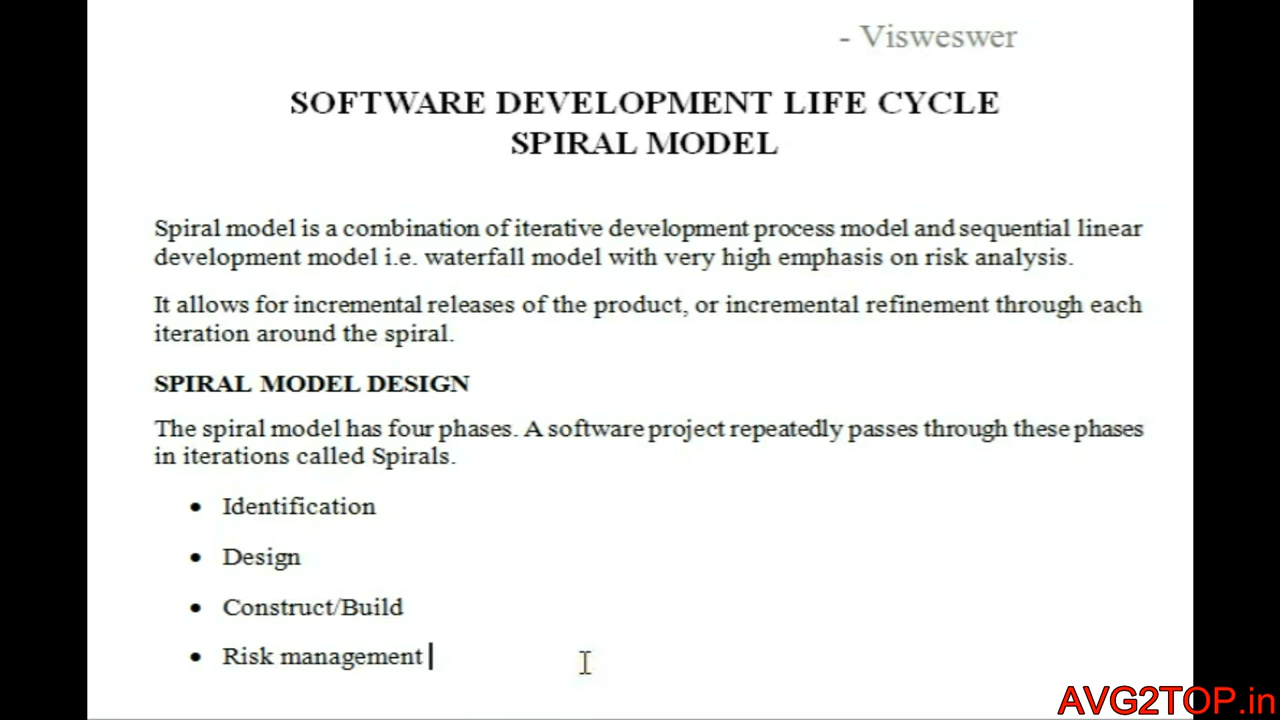 - Visweswer
SOFTWARE DEVELOPMENT LIFE CYCLE
SPIRAL MODEL
Spiral model is a combination of iterative development process model and sequential linear
development model i.e. waterfall model with very high emphasis on risk analysis.
It allows for incremental releases of the product, or incremental refinement through each
iteration around the spiral.
SPIRAL MODEL DESIGN
The spiral model has four phases. A software project repeatedly passes through these phases
in iterations called Spirals.
• Identification
• Design
• Construct/Build
• Risk management
AVG2TOP.in